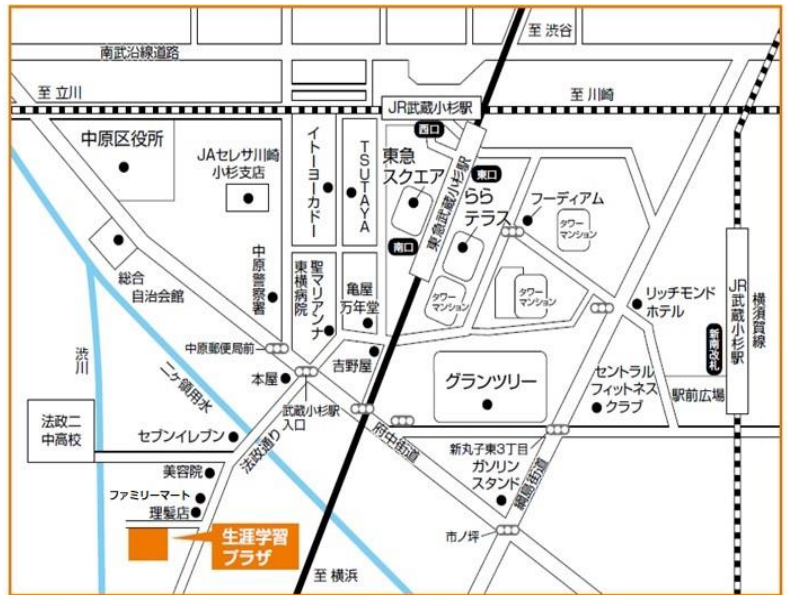 至 渋谷
南武沿線道路
至 立川
JR武蔵小杉駅
至 川崎
中原区役所
JAセレサ川崎
小杉支店
イトーヨーカドー
TSUTAYA
西口
東急
スクエア
東急武蔵小杉駅
東口
らら
テラス
フーディアム
タワー
マンション
南口
総合
自治会館
中原警察署
聖マリアンナ
東横病院
亀屋
万年堂
タワー
マンション
タワー
マンション
リッチモンド
ホテル
新南改札
JR武蔵小杉駅
横須賀線
中原郵便局前
吉野屋
渋川
二ヶ領用水
本屋
武蔵小杉駅
入口
グランツリー
セントラル
フィットネス
クラブ
駅前広場
法政二
中高校
セブンイレブン
法政通り
府中街道
新丸子東3丁目
ガソリン
スタンド
綱島街道
美容院
ファミリーマート
理髪店
市ノ坪
生涯学習
プラザ
至 横浜